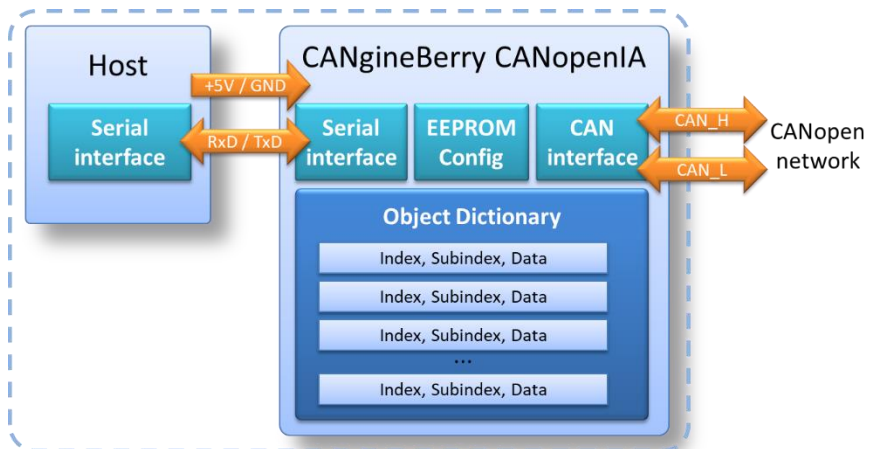 Host
CANgineBerry CANopenIA
+5V / GND
Serial
interface
RxD / TxD
Serial
interface
EEPROM
Config
CAN
interface
CAN_H
CAN_L
CANopen
network
Object Dictionary
Index, Subindex, Data
Index, Subindex, Data
Index, Subindex, Data
...
Index, Subindex, Data